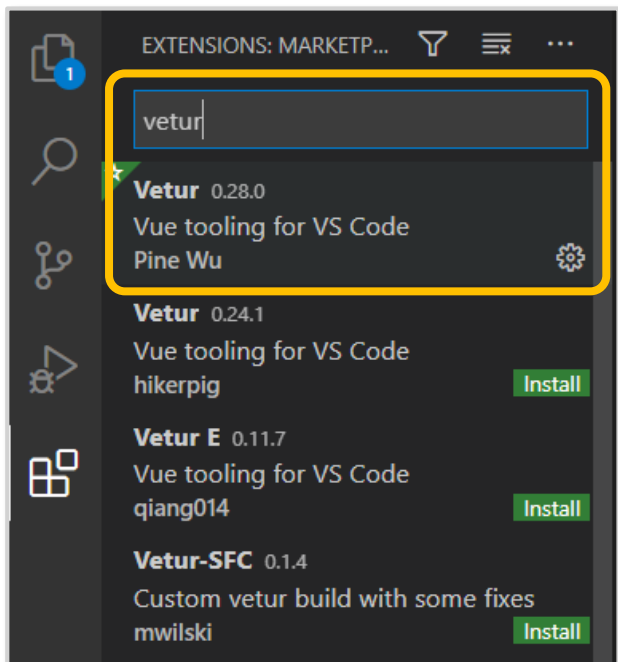 EXTENSIONS: MARKETP...
1
vetur
Vetur 0.28.0
Vue tooling for VS Code
Pine Wu
Vetur 0.24.1
Vue tooling for VS Code
hikerpig
Install
Vetur E 0.11.7
Vue tooling for VS Code
qiang014
Install
Vetur-SFC 0.1.4
Custom vetur build with some fixes
mwilski
Install